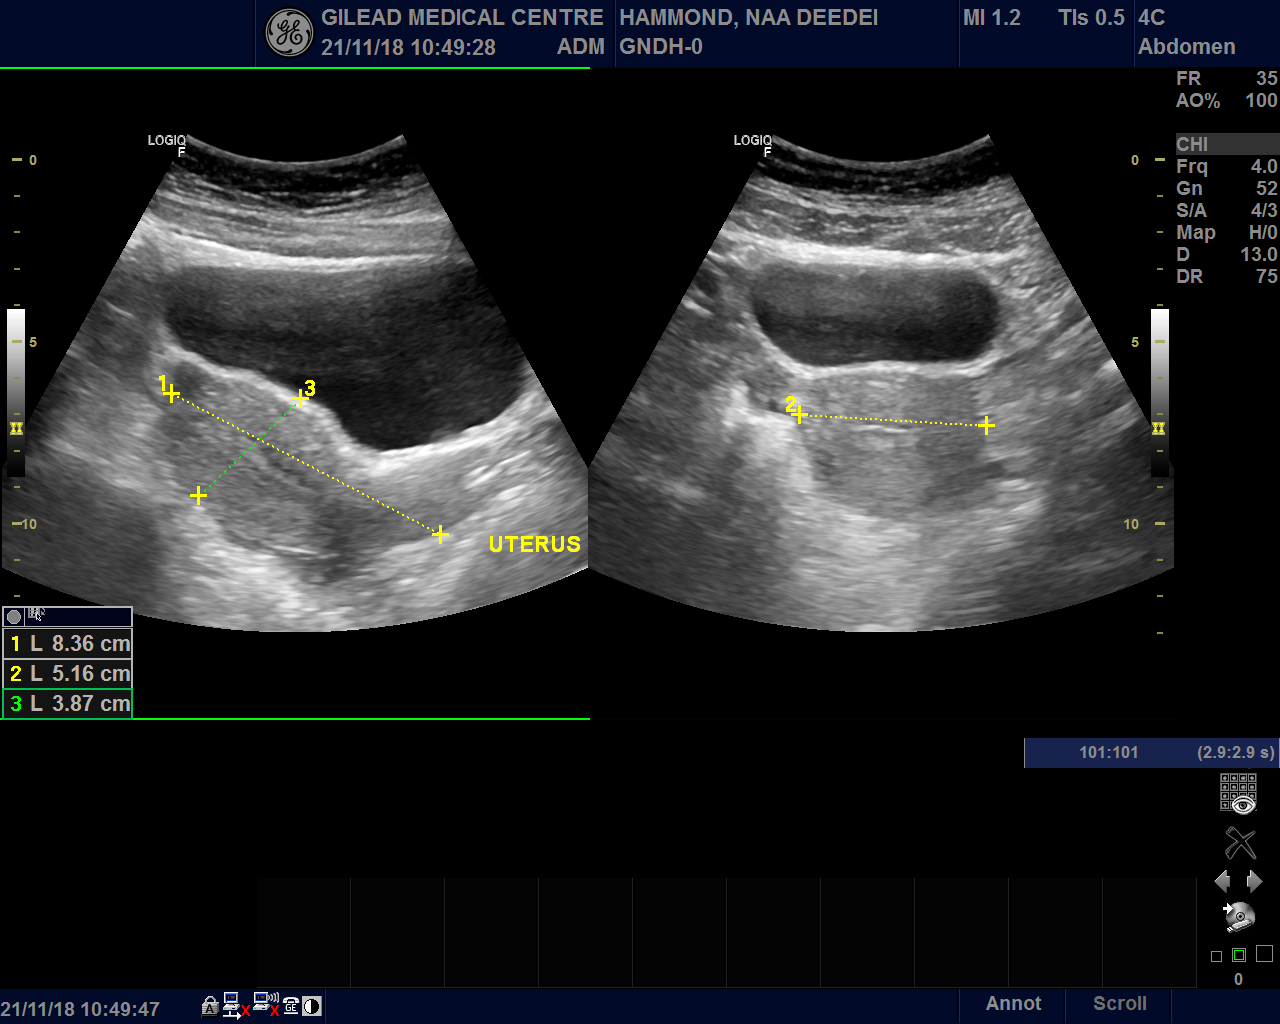 GILEAD MEDICAL CENTRE
21/11/18 10:49:28 ADM
HAMMOND, NAA DEEDEI
GNDH-0
MI 1.2 TIs 0.5
4C
Abdomen
FR 35
AO% 100
CHI
Frq 4.0
Gn 52
S/A 4/3
Map H/0
D 13.0
DR 75
LOGIQ
F
LOGIQ
F
0
5
10
0
5
10
1
3
2
UTERUS
1 L 8.36 cm
2 L 5.16 cm
3 L 3.87 cm
101:101 (2.9:2.9 s)
0
21/11/18 10:49:47
Annot
Scroll